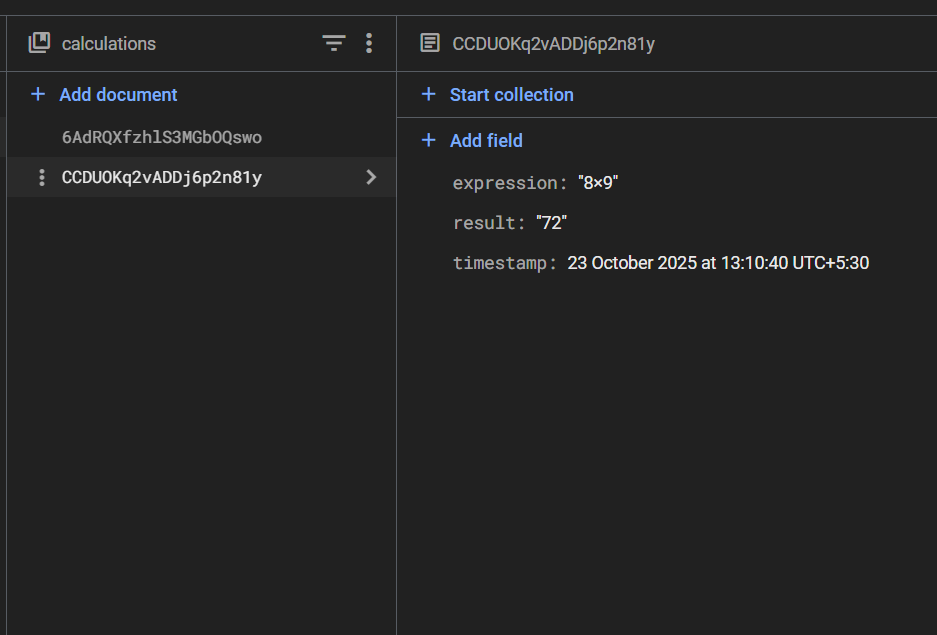 calculations
CCDUOKq2vADDj6p2n81y
+ Add document
+ Start collection
6AdRQXfzhlS3MGbOQswo
+ Add field
CCDUOKq2vADDj6p2n81y
expression: "8×9"
result: "72"
timestamp: 23 October 2025 at 13:10:40 UTC+5:30